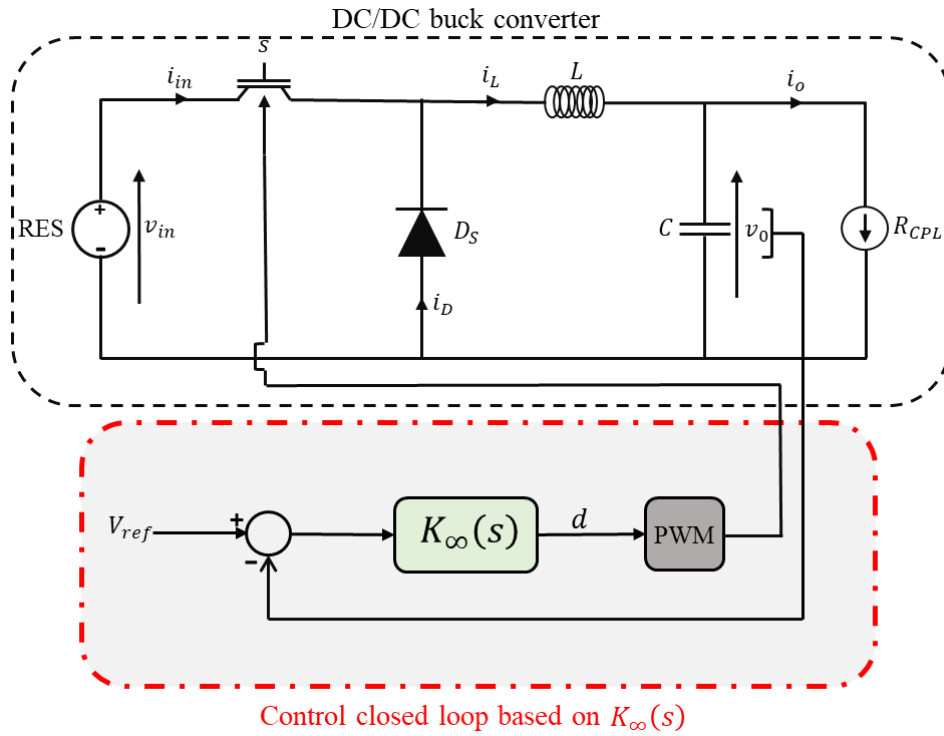 DC/DC buck converter
s
i_in
i_L
L
i_o
RES
+
-
v_in
D_S
C
v_0
R_CPL
i_D
V_ref
+
-
K_∞(s)
d
PWM
Control closed loop based on K_∞(s)